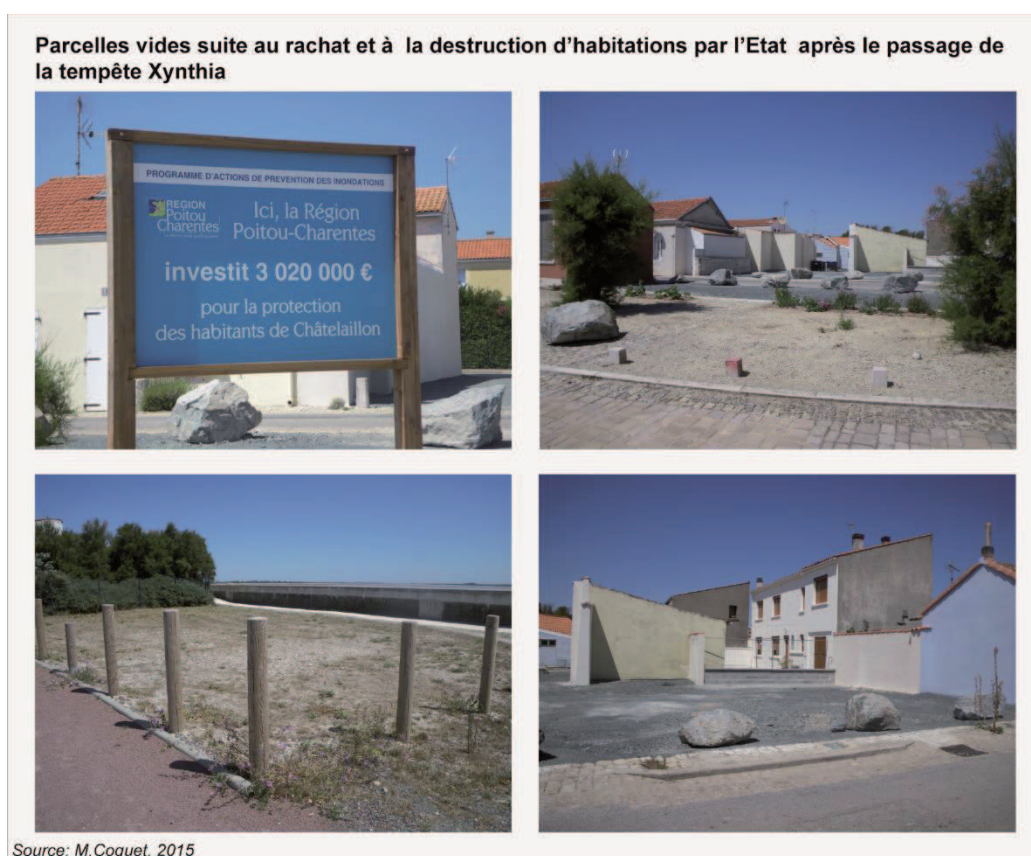 Parcelles vides suite au rachat et à la destruction d'habitations par l'Etat après le passage de
la tempête Xynthia
PROGRAMME D'ACTIONS DE PREVENTION DES INONDATIONS
REGION
Poitou
Charentes
Ici, la Région
Poitou-Charentes
investit 3 020 000 €
pour la protection
des habitants de Châtelaillon
Source: M.Coquet, 2015